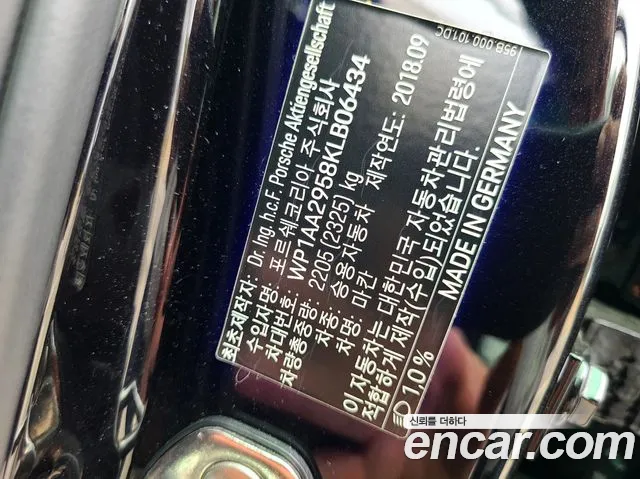 95B.000.101.DC
최초제작자: Dr. Ing. h.c.F. Porsche Aktiengesellschaft
수입자명: 포르쉐코리아 주식회사
차대번호: WP1AA2958KLB06434
차량총중량: 2205 (2325) kg
차종: 승용자동차 제작연도: 2018.09
차명: 마칸
이 자동차는 대한민국 자동차관리법령에
적합하게 제작(수입)되었습니다.
1.0% MADE IN GERMANY
신뢰를 더하다
encar.com